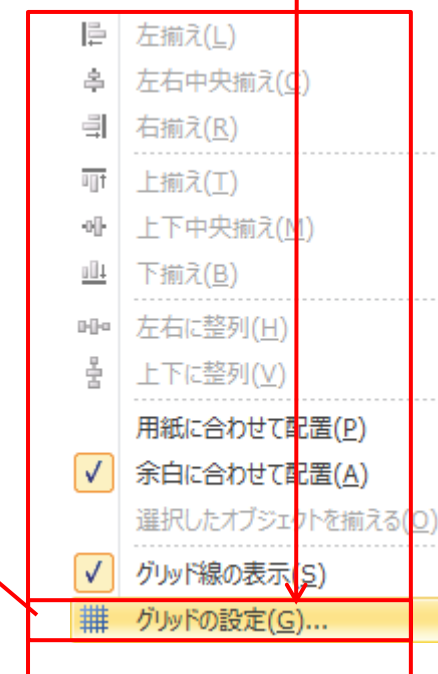 左揃え(L)
左右中央揃え(C)
右揃え(R)
上揃え(T)
上下中央揃え(M)
下揃え(B)
左右に整列(H)
上下に整列(V)
用紙に合わせて配置(P)
余白に合わせて配置(A)
選択したオブジェクトを揃える(O)
グリッド線の表示(S)
グリッドの設定(G)...